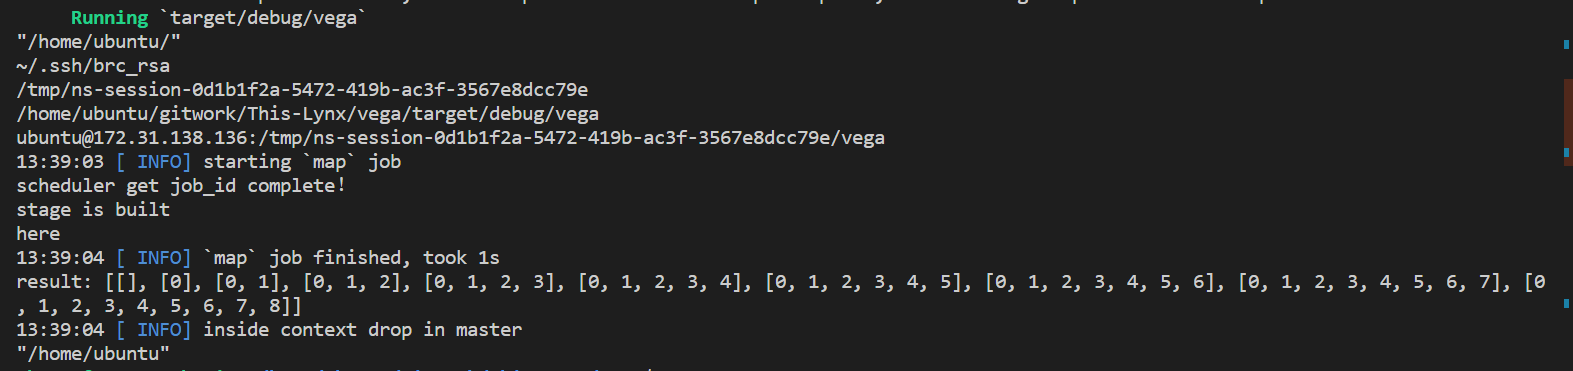 Running `target/debug/vega`
"/home/ubuntu/"
~/.ssh/brc_rsa
/tmp/ns-session-0d1b1f2a-5472-419b-ac3f-3567e8dcc79e
/home/ubuntu/gitwork/This-Lynx/vega/target/debug/vega
ubuntu@172.31.138.136:/tmp/ns-session-0d1b1f2a-5472-419b-ac3f-3567e8dcc79e/vega
13:39:03 [ INFO] starting `map` job
scheduler get job_id complete!
stage is built
here
13:39:04 [ INFO] `map` job finished, took 1s
result: [[], [0], [0, 1], [0, 1, 2], [0, 1, 2, 3], [0, 1, 2, 3, 4], [0, 1, 2, 3, 4, 5], [0, 1, 2, 3, 4, 5, 6], [0, 1, 2, 3, 4, 5, 6, 7], [0
, 1, 2, 3, 4, 5, 6, 7, 8]]
13:39:04 [ INFO] inside context drop in master
"/home/ubuntu"